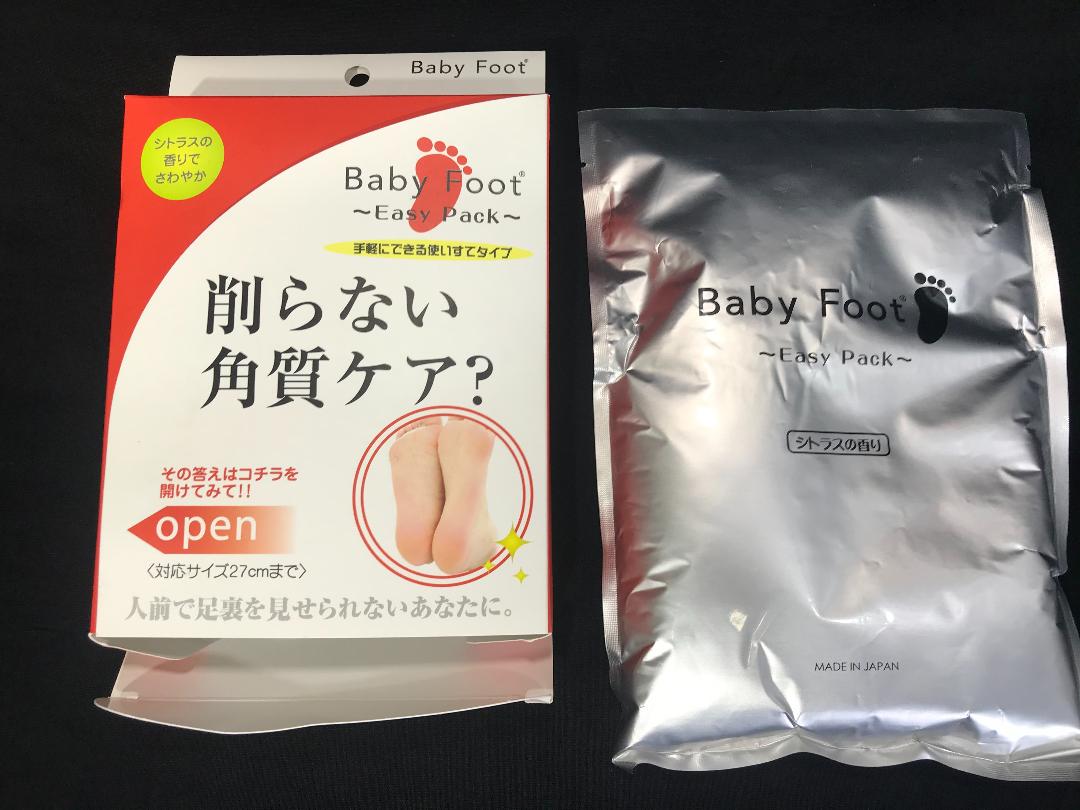 Baby Foot®
シトラスの
香りで
さわやか
Baby Foot®
～Easy Pack～
手軽にできる使いすてタイプ
削らない
角質ケア?
その答えはコチラを
開けてみて!!
open
〈対応サイズ27cmまで〉
人前で足裏を見せられないあなたに。
Baby Foot®
～Easy Pack～
シトラスの香り
MADE IN JAPAN